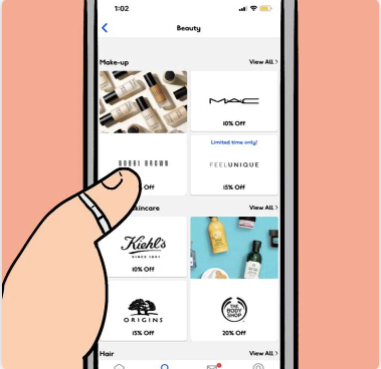 1:02
Beauty
Make-up
View All >
MAC
10% Off
BOBBI BROWN
Off
Limited time only!
FEELUNIQUE
15% Off
kincare
View All >
Kiehl's
SINCE 1851
10% Off
ORIGINS
15% Off
THE
BODY
SHOP
20% Off
Hair
View All >